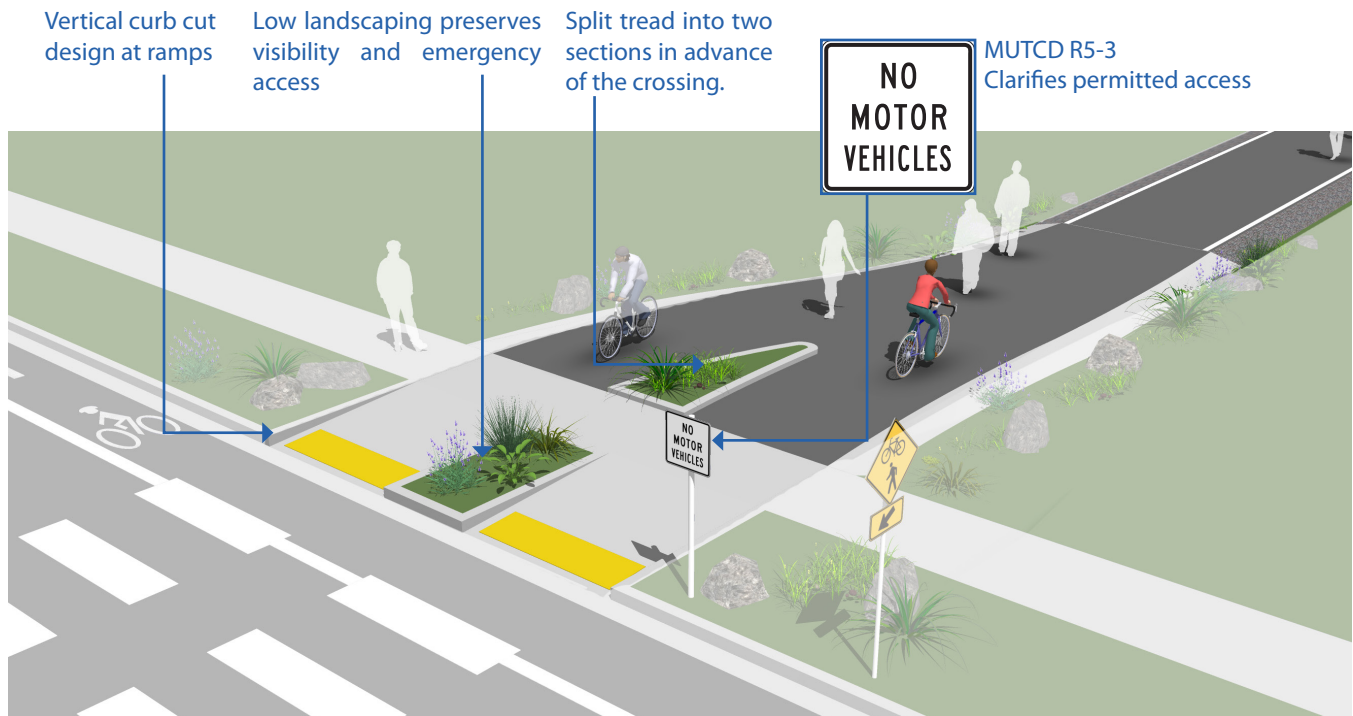 Vertical curb cut
design at ramps
Low landscaping preserves
visibility and emergency
access
Split tread into two
sections in advance
of the crossing.
NO
MOTOR
VEHICLES
MUTCD R5-3
Clarifies permitted access
NO
MOTOR
VEHICLES